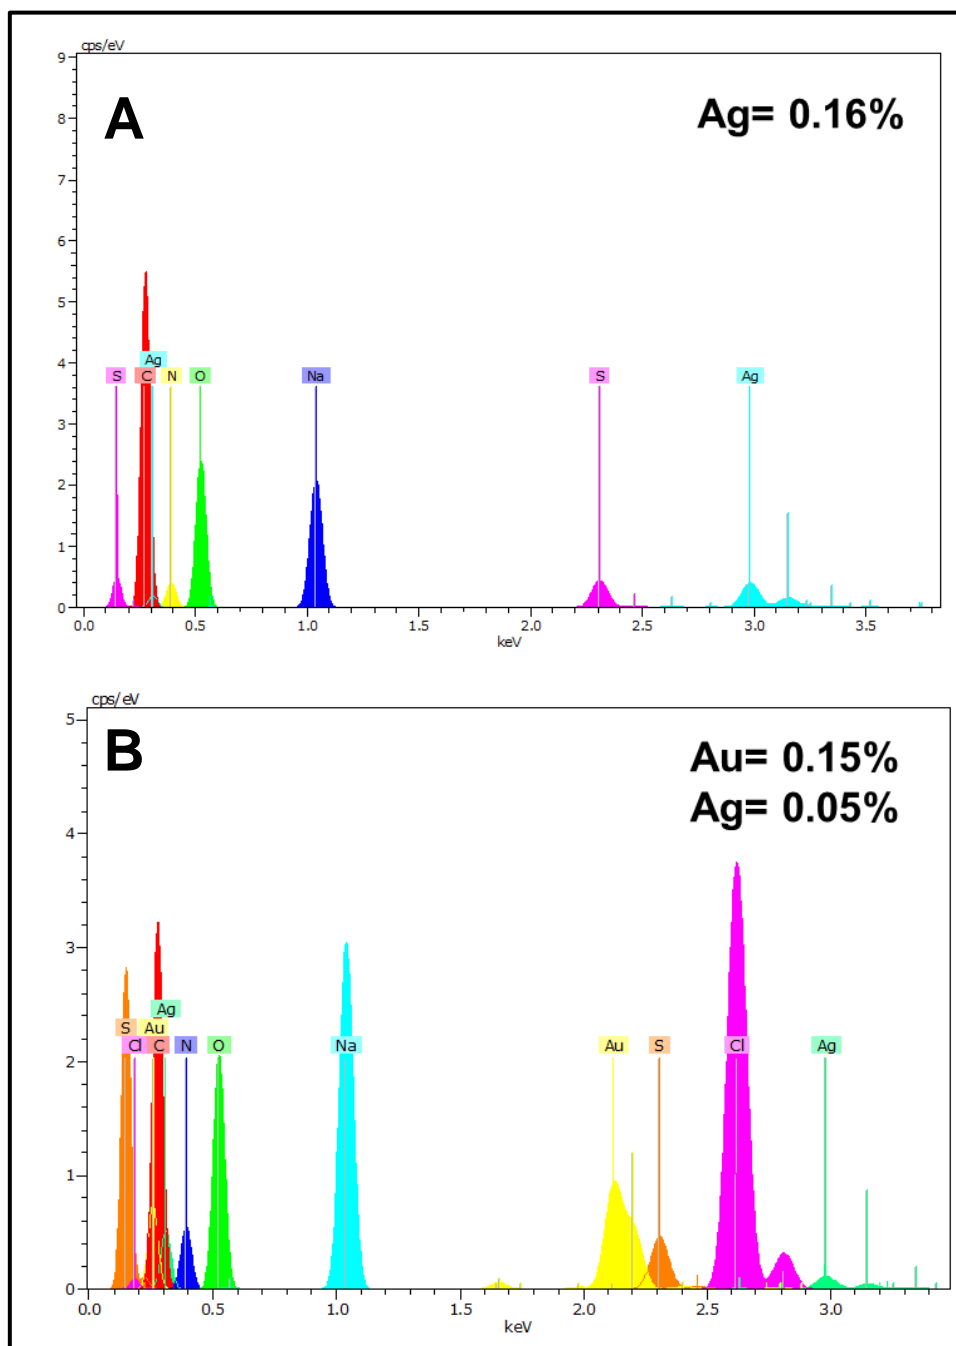 cps/eV
A
Ag= 0.16%
9
8
7
6
5
4
3
2
1
0
Ag
S C N O Na S Ag
0.0 0.5 1.0 1.5 2.0 2.5 3.0 3.5
keV
cps/eV
B
Au= 0.15%
Ag= 0.05%
5
4
3
2
1
0
Ag
S Au
Cl C N O Na Au S Cl Ag
0.0 0.5 1.0 1.5 2.0 2.5 3.0
keV